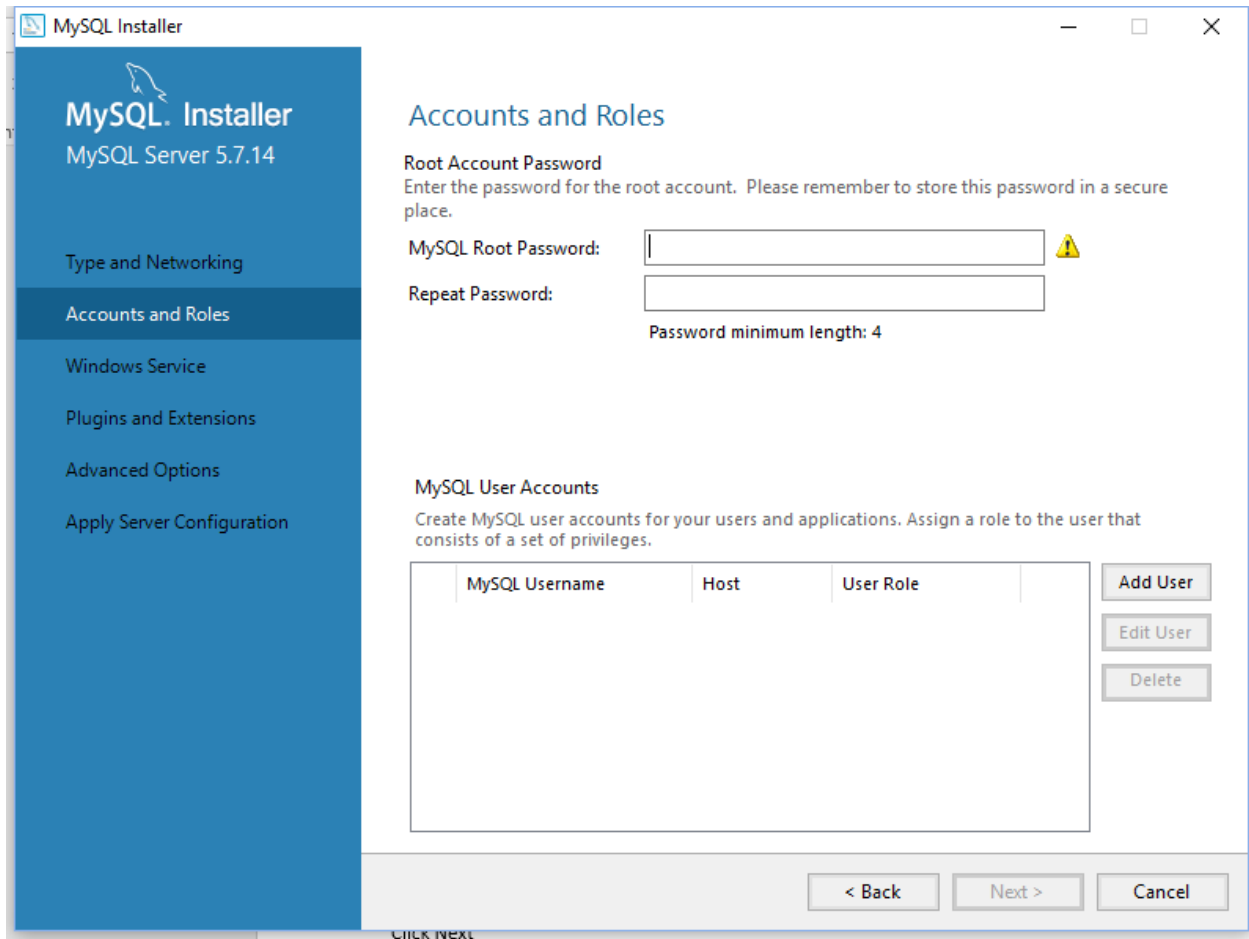 MySQL Installer
MySQL. Installer
MySQL Server 5.7.14
Type and Networking
Accounts and Roles
Windows Service
Plugins and Extensions
Advanced Options
Apply Server Configuration
Accounts and Roles
Root Account Password
Enter the password for the root account. Please remember to store this password in a secure
place.
MySQL Root Password:
Repeat Password:
Password minimum length: 4
MySQL User Accounts
Create MySQL user accounts for your users and applications. Assign a role to the user that
consists of a set of privileges.
MySQL Username Host User Role
Add User
Edit User
Delete
< Back Next > Cancel
Click Next